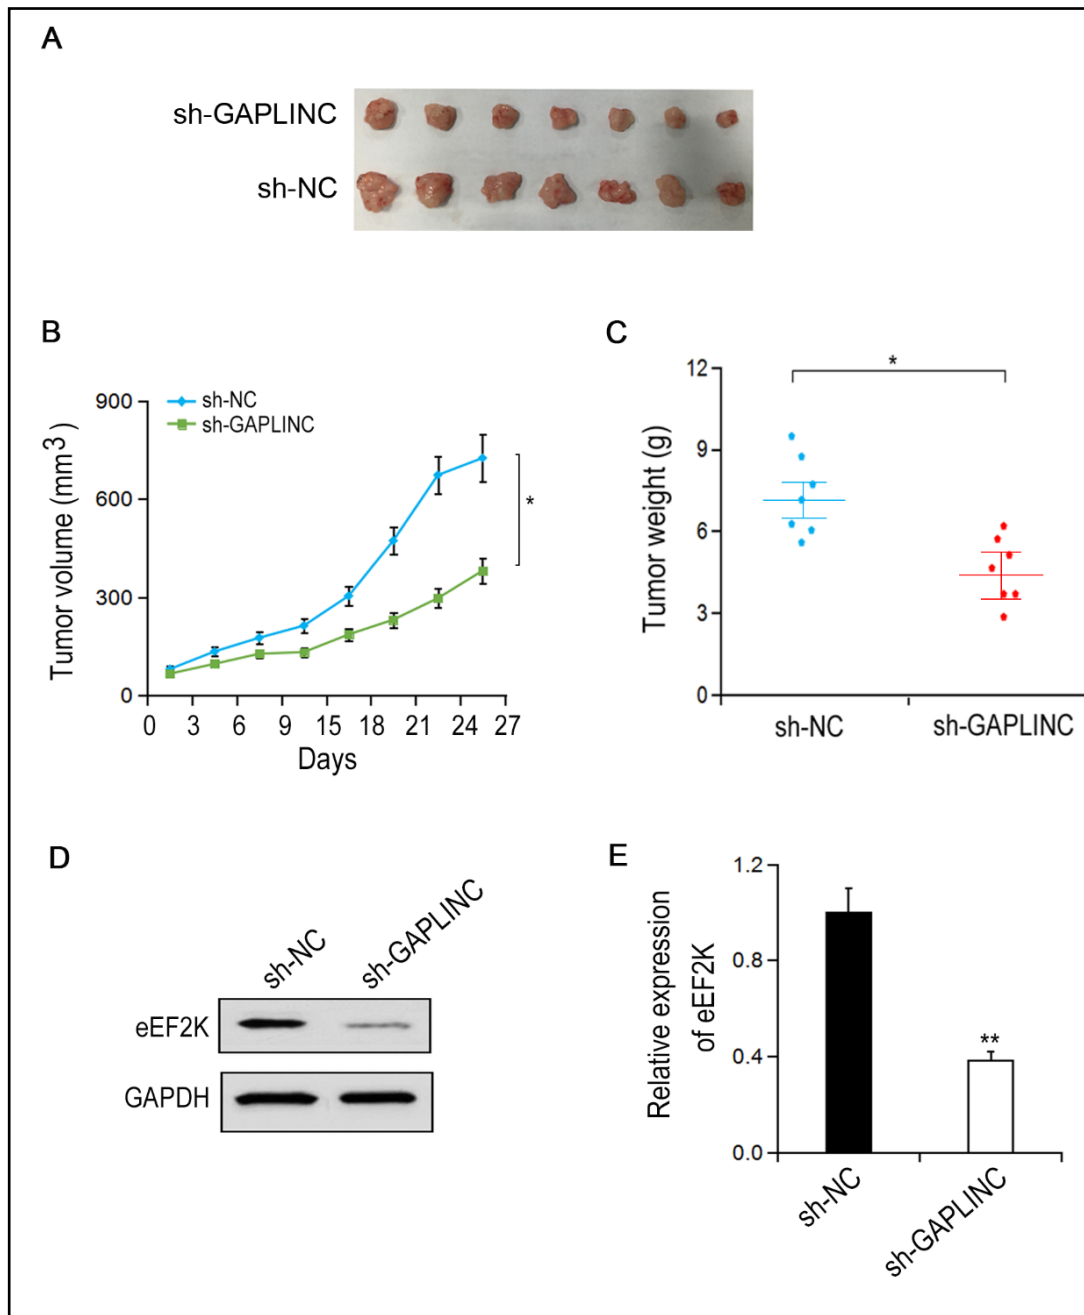 A
sh-GAPLINC
sh-NC
B
sh-NC
sh-GAPLINC
Tumor volume (mm3)
900
600
300
0
0 3 6 9 15 18 21 24 27
Days
*
C
Tumor weight (g)
12
9
6
3
0
*
sh-NC sh-GAPLINC
D
sh-NC sh-GAPLINC
eEF2K
GAPDH
E
Relative expression
of eEF2K
1.2
0.8
0.4
0.0
**
sh-NC
sh-GAPLINC